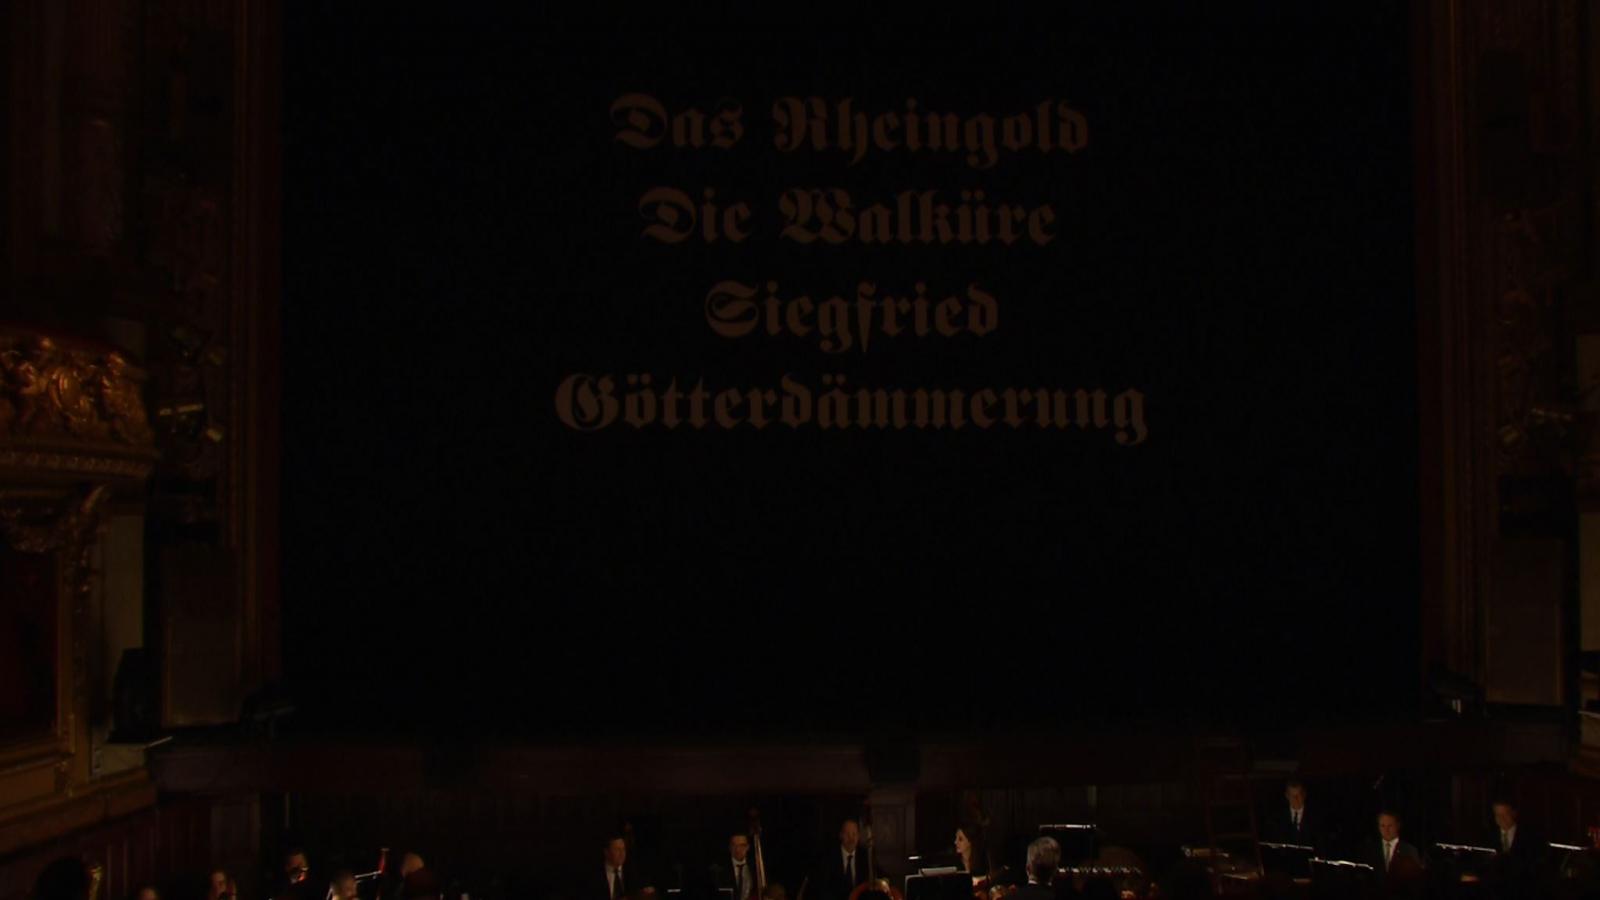 Das Rheingold
Die Walküre
Siegfried
Götterdämmerung